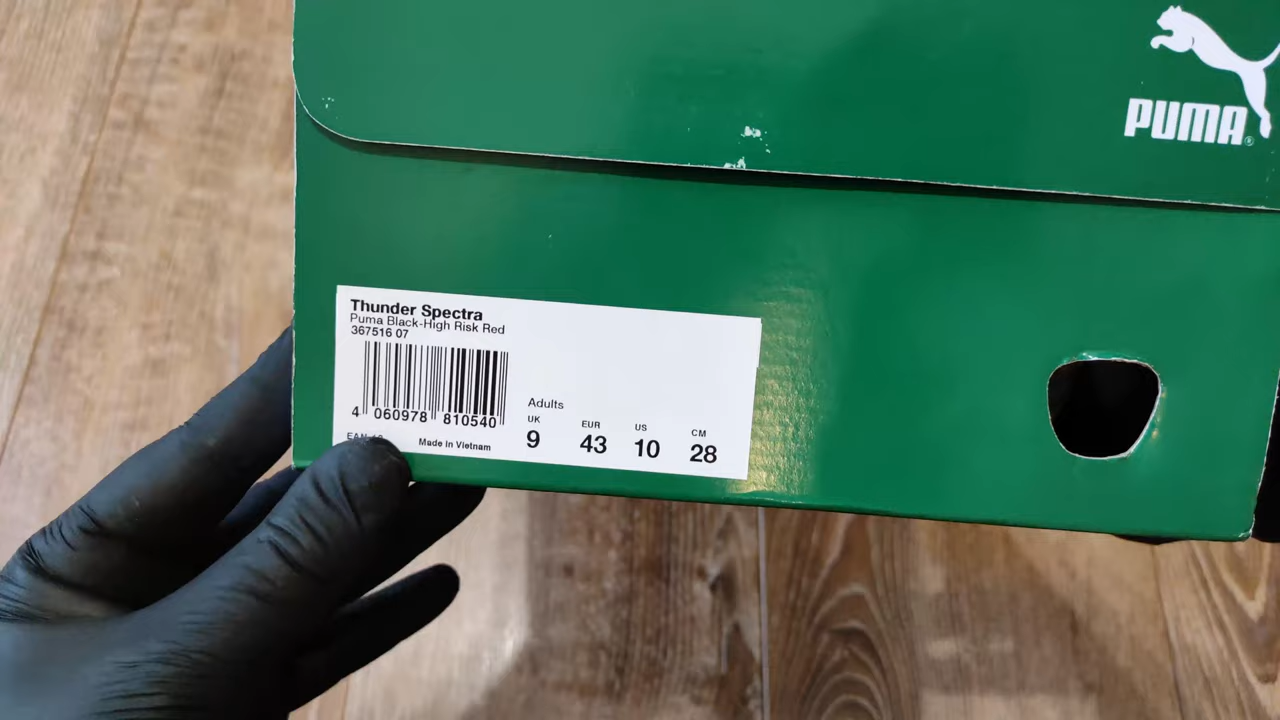 PUMA
Thunder Spectra
Puma Black-High Risk Red
367516 07
4 060978 810540
Made in Vietnam
Adults
UK EUR US CM
9 43 10 28